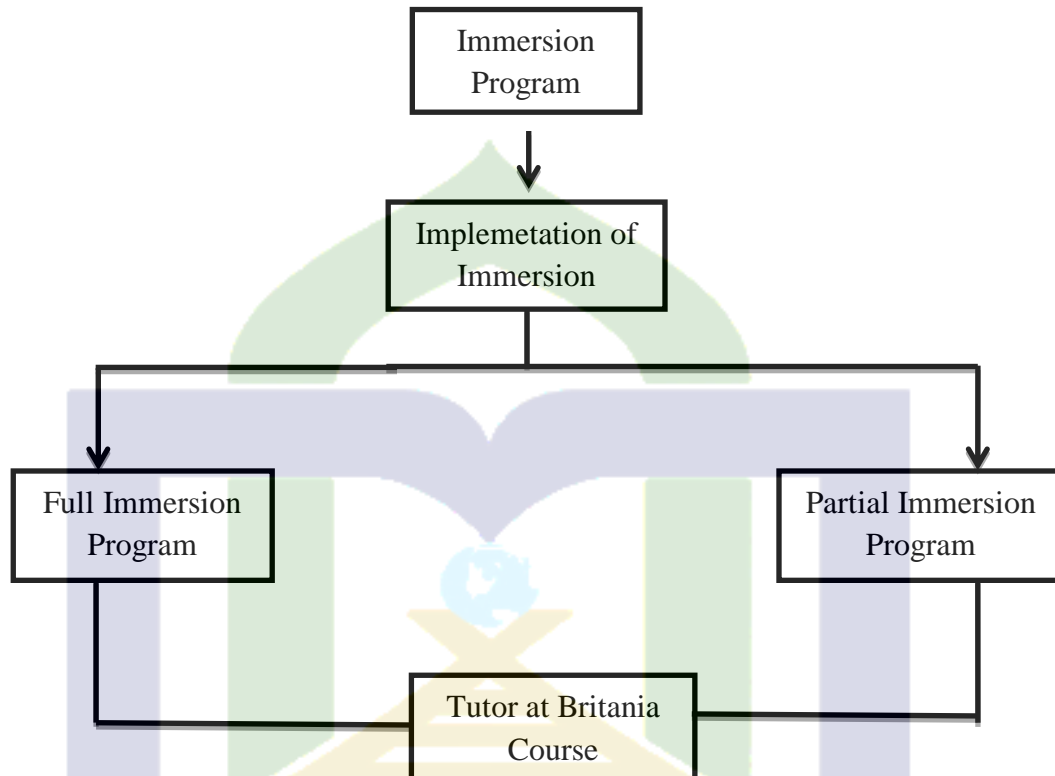 Immersion
Program
Implemetation of
Immersion
Full Immersion
Program
Partial Immersion
Program
Tutor at Britania
Course